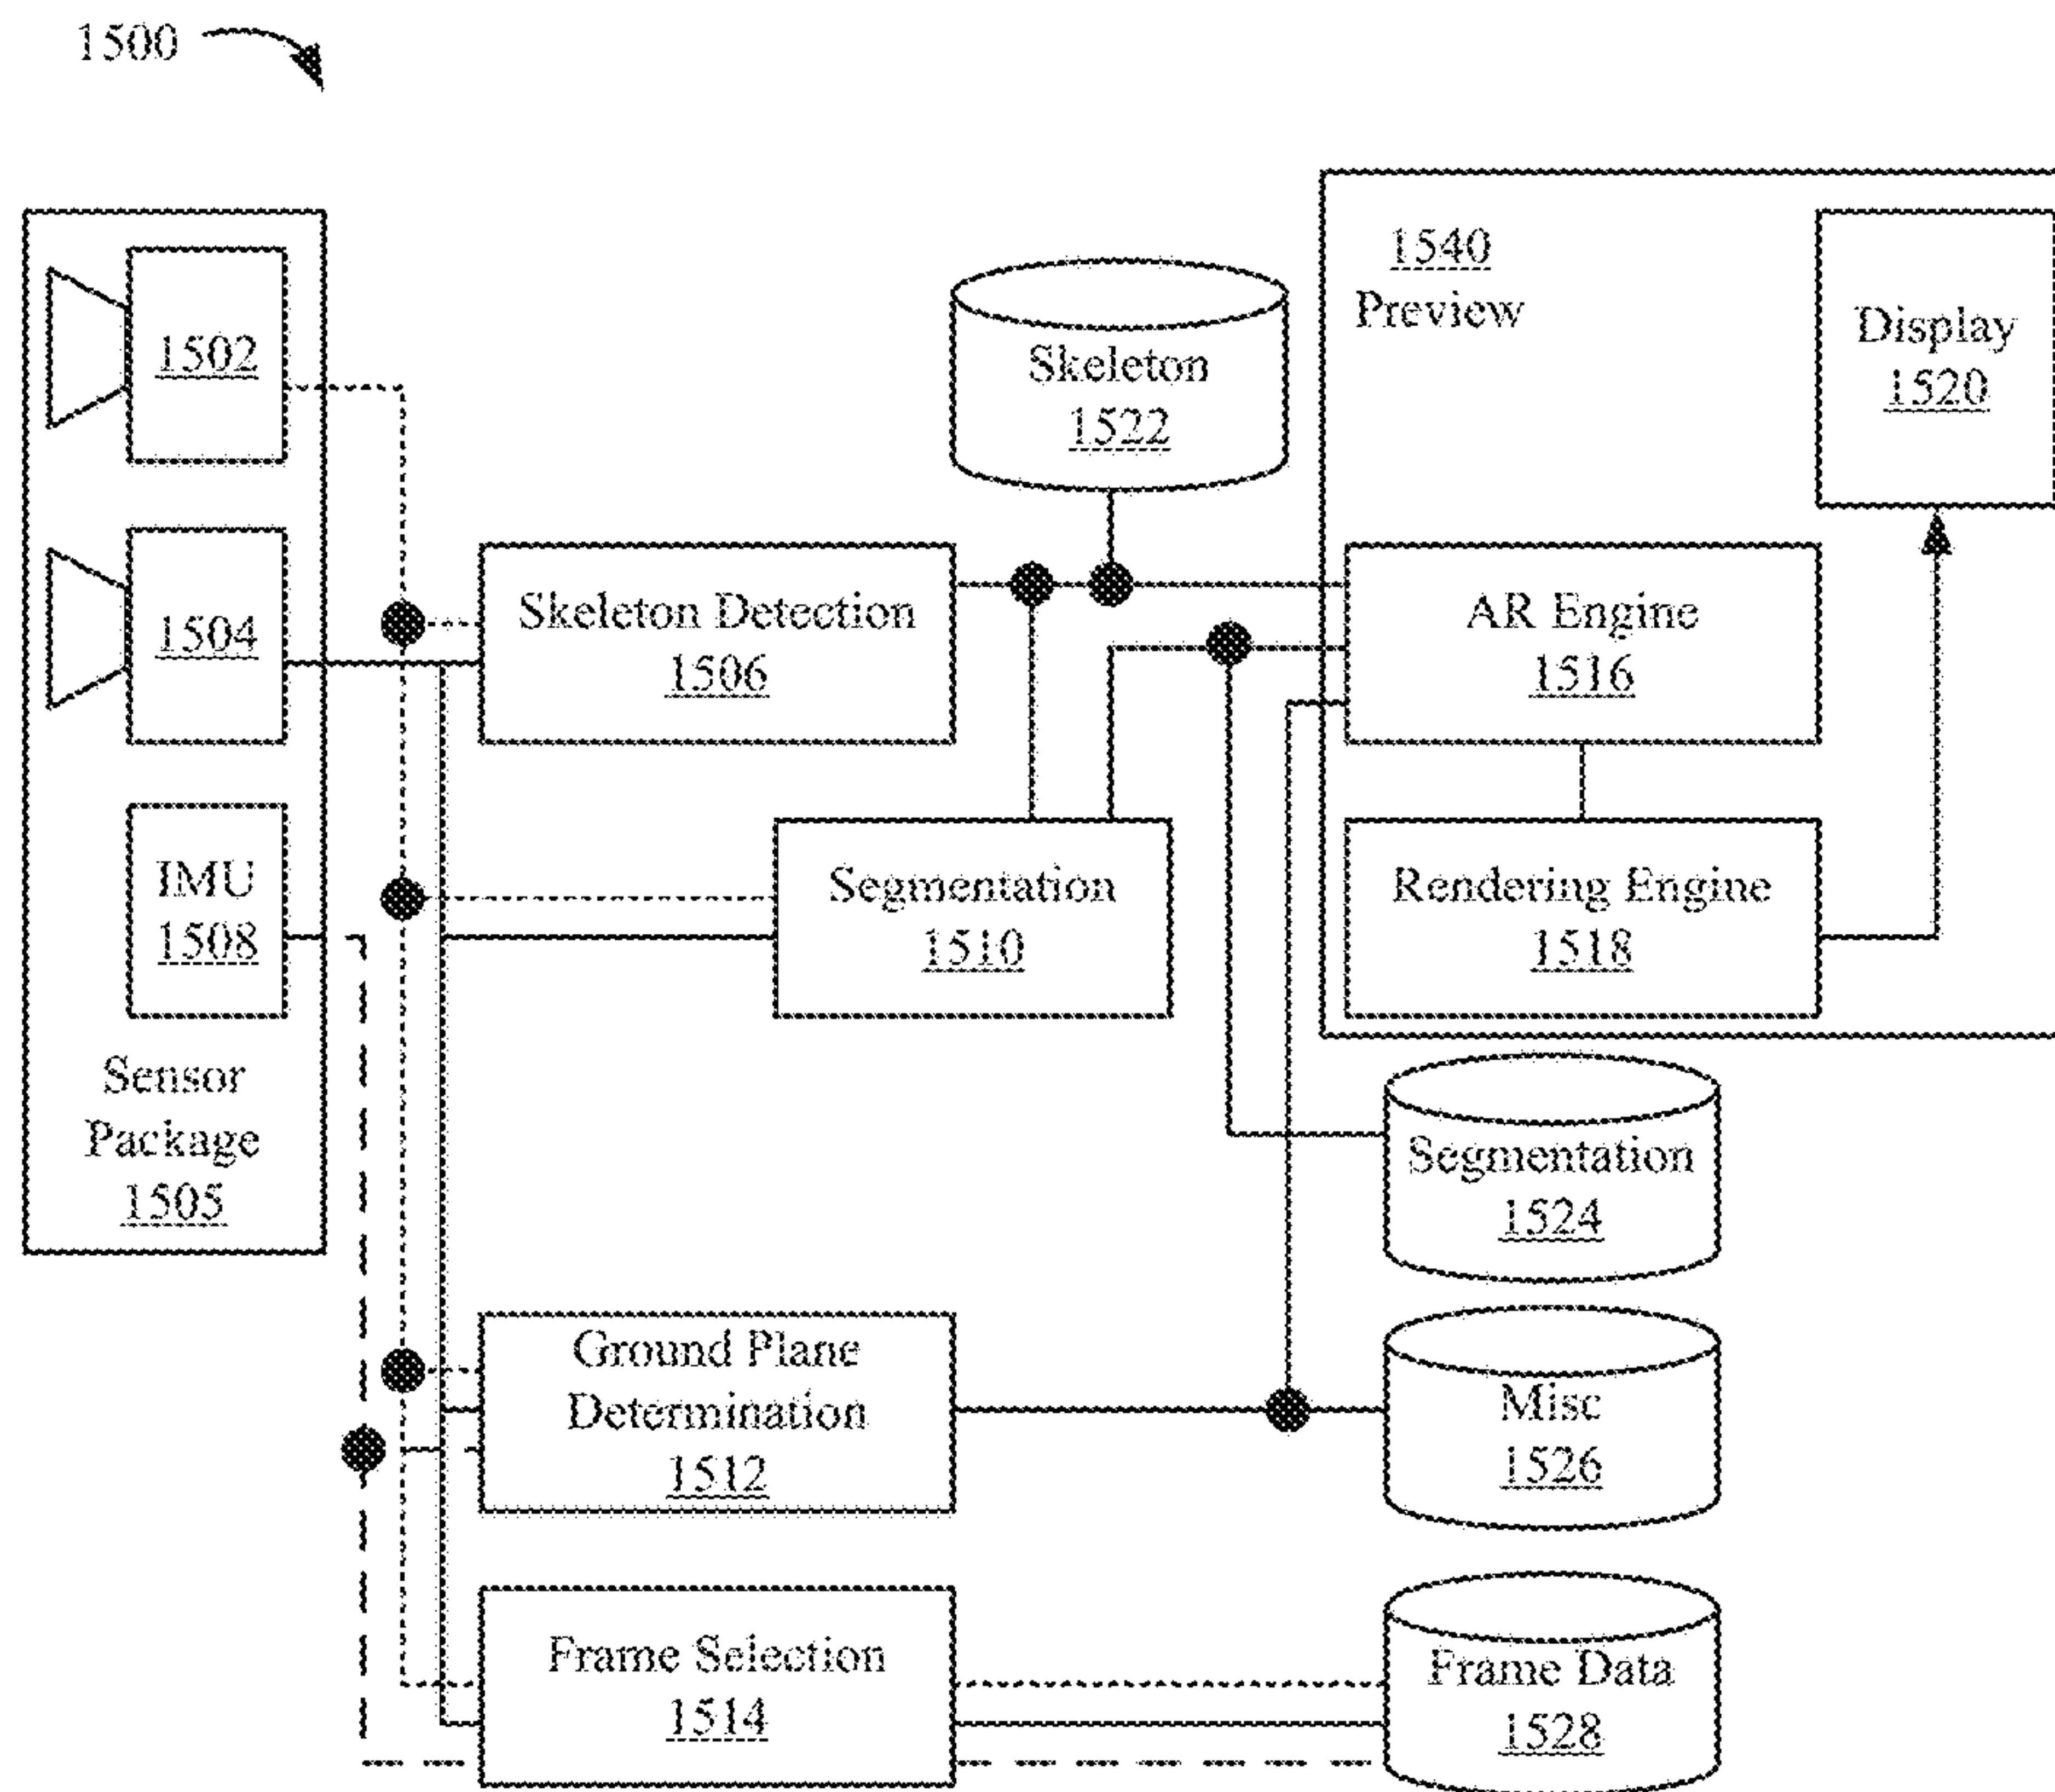 1500
1502
1504
IMU
1508
Sensor
Package
1505
Skeleton
1522
1540
Preview
Display
1520
Skeleton Detection
1506
AR Engine
1516
Segmentation
1510
Rendering Engine
1518
Segmentation
1524
Ground Plane
Determination
1512
Misc
1526
Frame Selection
1514
Frame Data
1528